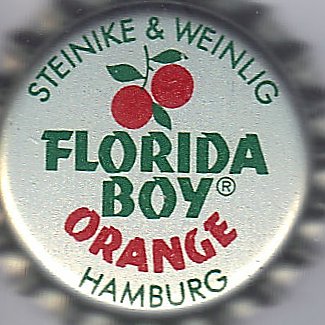 STEINIKE & WEINLIG
FLORIDA
BOY®
ORANGE
HAMBURG